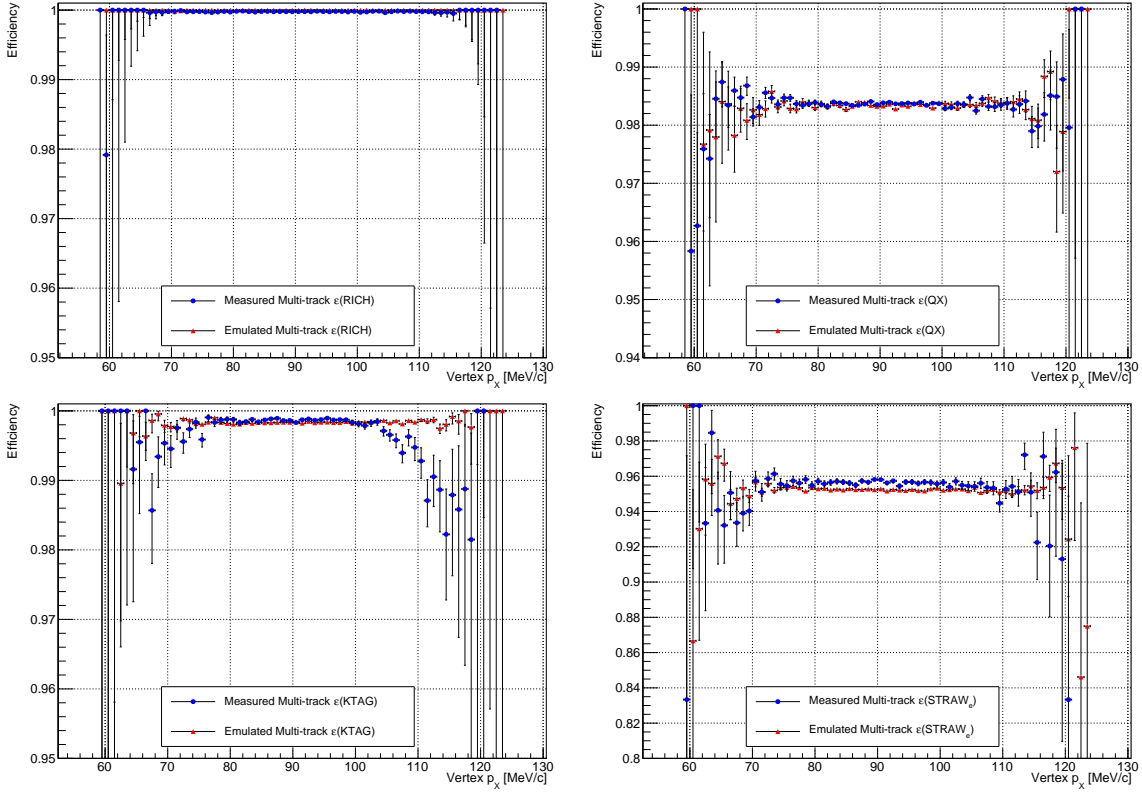 Efficiency
1
0.99
0.98
0.97
0.96
0.95
60 70 80 90 100 110 120 130
Vertex p_X [MeV/c]
Measured Multi-track ε(RICH)
Emulated Multi-track ε(RICH)
Efficiency
1
0.99
0.98
0.97
0.96
0.95
0.94
60 70 80 90 100 110 120 130
Vertex p_X [MeV/c]
Measured Multi-track ε(QX)
Emulated Multi-track ε(QX)
Efficiency
1
0.99
0.98
0.97
0.96
0.95
60 70 80 90 100 110 120 130
Vertex p_X [MeV/c]
Measured Multi-track ε(KTAG)
Emulated Multi-track ε(KTAG)
Efficiency
1
0.98
0.96
0.94
0.92
0.9
0.88
0.86
0.84
0.82
0.8
60 70 80 90 100 110 120 130
Vertex p_X [MeV/c]
Measured Multi-track ε(STRAW_e)
Emulated Multi-track ε(STRAW_e)